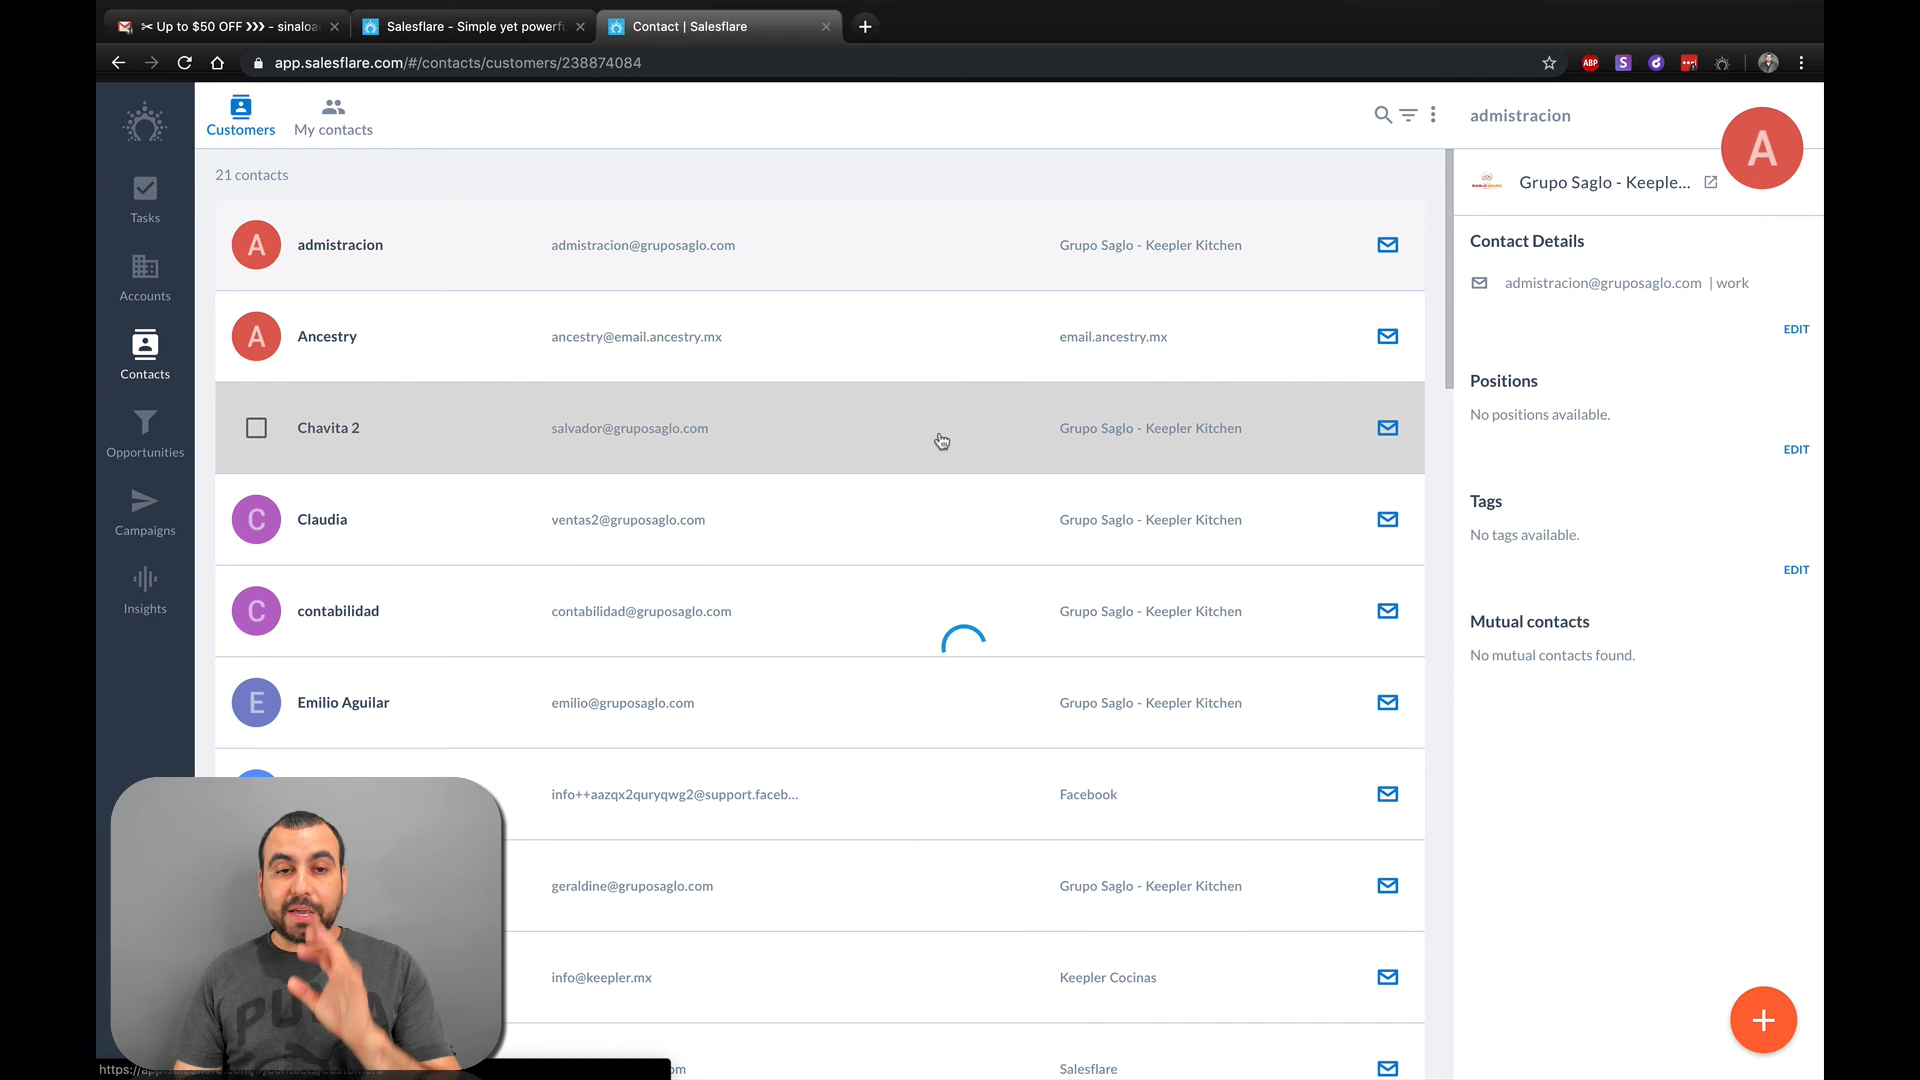 ✂ Up to $50 OFF ❯❯❯ - sinaloa
Salesflare - Simple yet powerf
Contact | Salesflare
app.salesflare.com/#/contacts/customers/238874084
ABP
S
Customers
My contacts
admistracion
A
21 contacts
Grupo Saglo - Keeple...
Tasks
Accounts
Contacts
Opportunities
Campaigns
Insights
A admistracion admistracion@gruposaglo.com Grupo Saglo - Keepler Kitchen
A Ancestry ancestry@email.ancestry.mx email.ancestry.mx
Chavita 2 salvador@gruposaglo.com Grupo Saglo - Keepler Kitchen
C Claudia ventas2@gruposaglo.com Grupo Saglo - Keepler Kitchen
C contabilidad contabilidad@gruposaglo.com Grupo Saglo - Keepler Kitchen
E Emilio Aguilar emilio@gruposaglo.com Grupo Saglo - Keepler Kitchen
info++aazqx2quryqwg2@support.faceb... Facebook
geraldine@gruposaglo.com Grupo Saglo - Keepler Kitchen
info@keepler.mx Keepler Cocinas
om Salesflare
Contact Details
admistracion@gruposaglo.com | work
EDIT
Positions
No positions available.
EDIT
Tags
No tags available.
EDIT
Mutual contacts
No mutual contacts found.